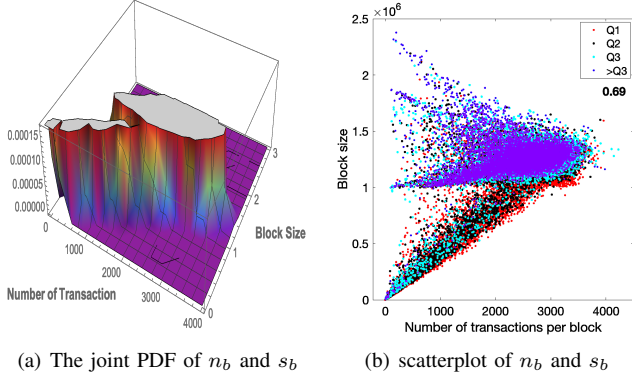 0.00015
0.00010
0.00005
0.00000
0
1000
2000
3000
4000
Number of Transaction
0
1
2
3
Block Size
(a) The joint PDF of n_b and s_b
2.5 ×10^6
2
1.5
1
0.5
0
Block size
Q1
Q2
Q3
>Q3
0.69
0 1000 2000 3000 4000
Number of transactions per block
(b) scatterplot of n_b and s_b